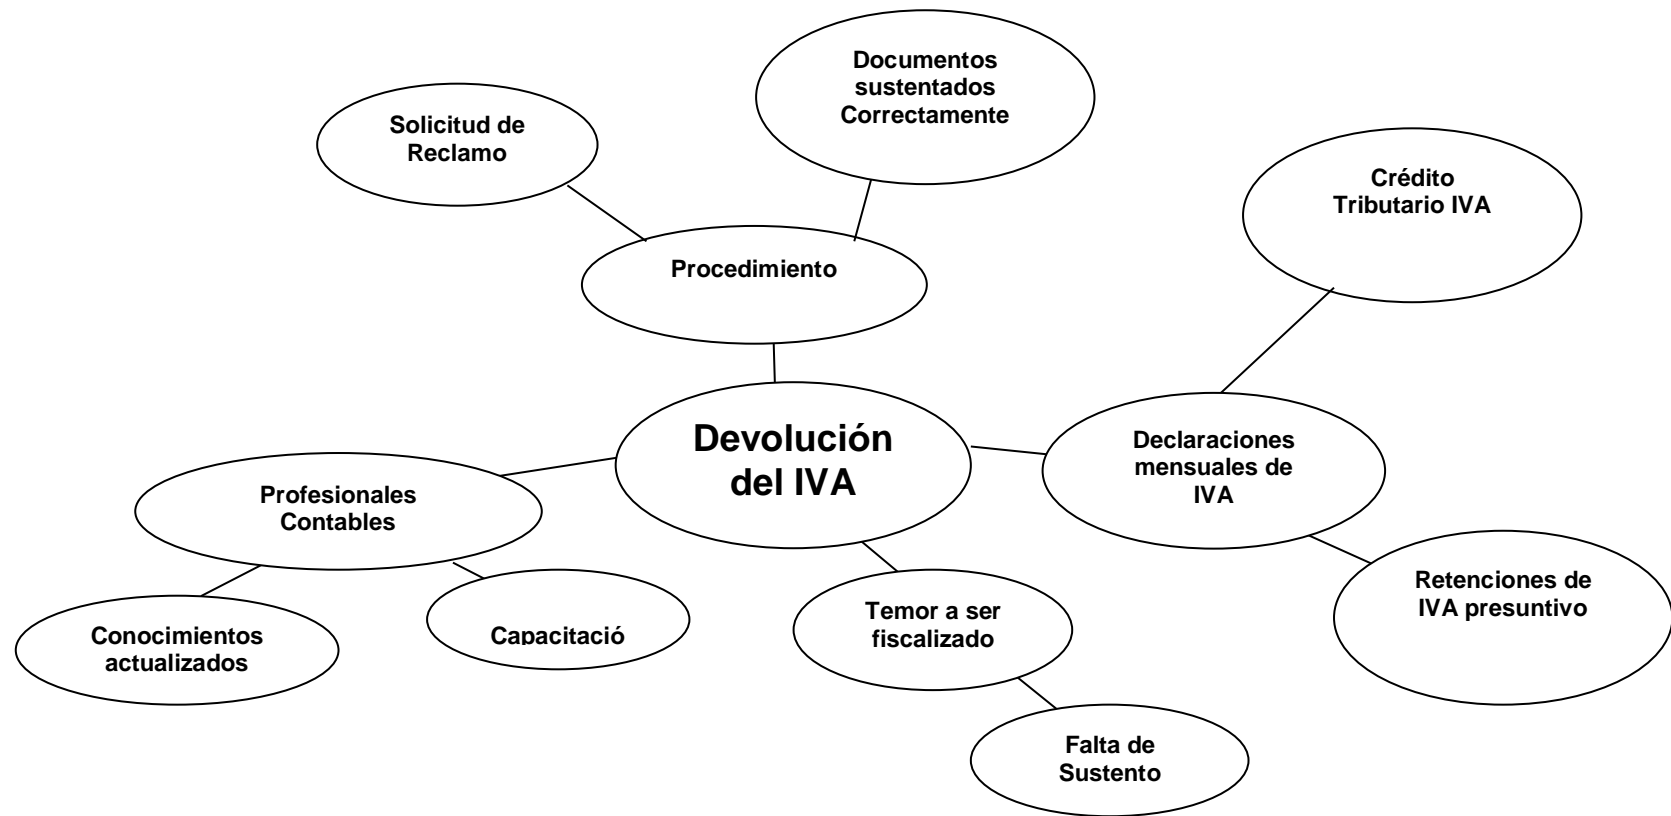 Documentos
sustentados
Correctamente
Solicitud de
Reclamo
Crédito
Tributario IVA
Procedimiento
Devolución
del IVA
Declaraciones
mensuales de
IVA
Profesionales
Contables
Retenciones de
IVA presuntivo
Temor a ser
fiscalizado
Conocimientos
actualizados
Capacitació
Falta de
Sustento